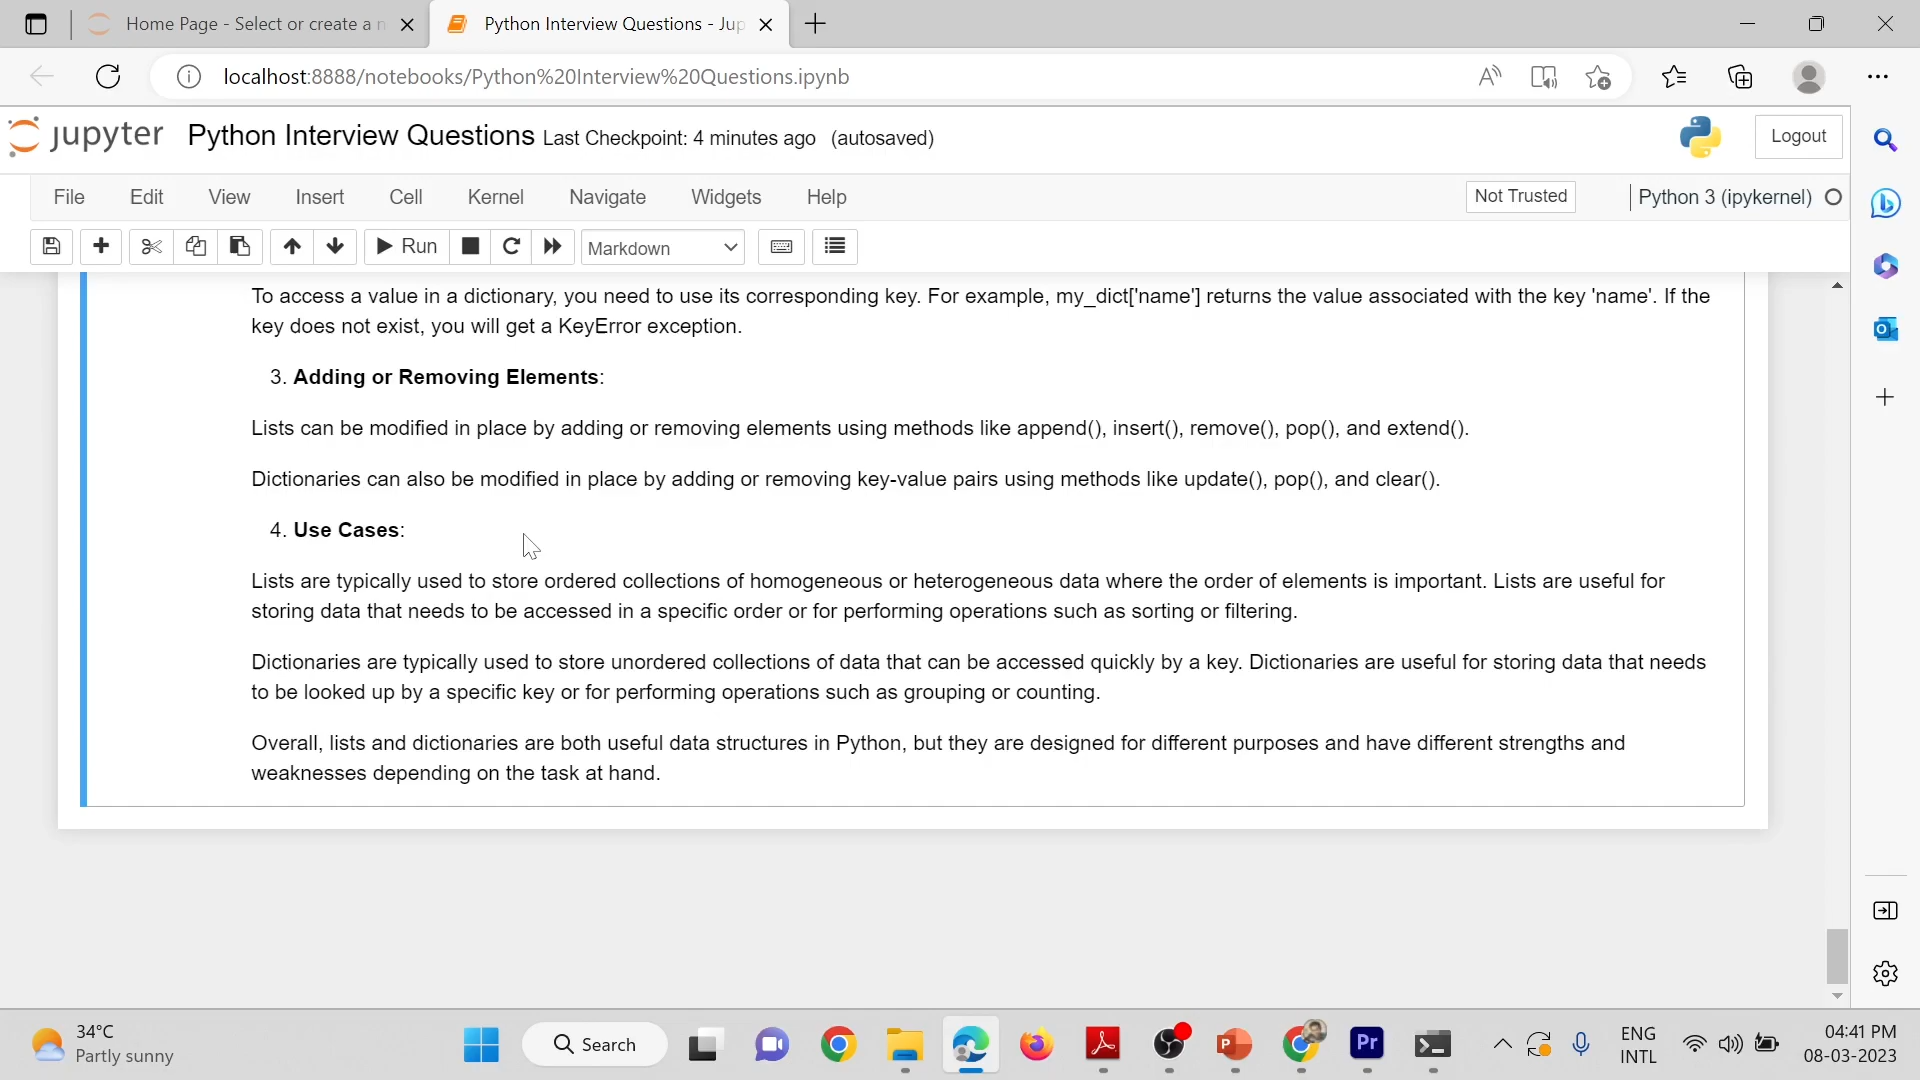 Home Page - Select or create a n
Python Interview Questions - Jup
localhost:8888/notebooks/Python%20Interview%20Questions.ipynb
jupyter Python Interview Questions Last Checkpoint: 4 minutes ago (autosaved)
Logout
File Edit View Insert Cell Kernel Navigate Widgets Help
Not Trusted
Python 3 (ipykernel)
Run
Markdown
To access a value in a dictionary, you need to use its corresponding key. For example, my_dict['name'] returns the value associated with the key 'name'. If the
key does not exist, you will get a KeyError exception.
3. Adding or Removing Elements:
Lists can be modified in place by adding or removing elements using methods like append(), insert(), remove(), pop(), and extend().
Dictionaries can also be modified in place by adding or removing key-value pairs using methods like update(), pop(), and clear().
4. Use Cases:
Lists are typically used to store ordered collections of homogeneous or heterogeneous data where the order of elements is important. Lists are useful for
storing data that needs to be accessed in a specific order or for performing operations such as sorting or filtering.
Dictionaries are typically used to store unordered collections of data that can be accessed quickly by a key. Dictionaries are useful for storing data that needs
to be looked up by a specific key or for performing operations such as grouping or counting.
Overall, lists and dictionaries are both useful data structures in Python, but they are designed for different purposes and have different strengths and
weaknesses depending on the task at hand.
34°C
Partly sunny
Search
Pr
ENG
INTL
04:41 PM
08-03-2023